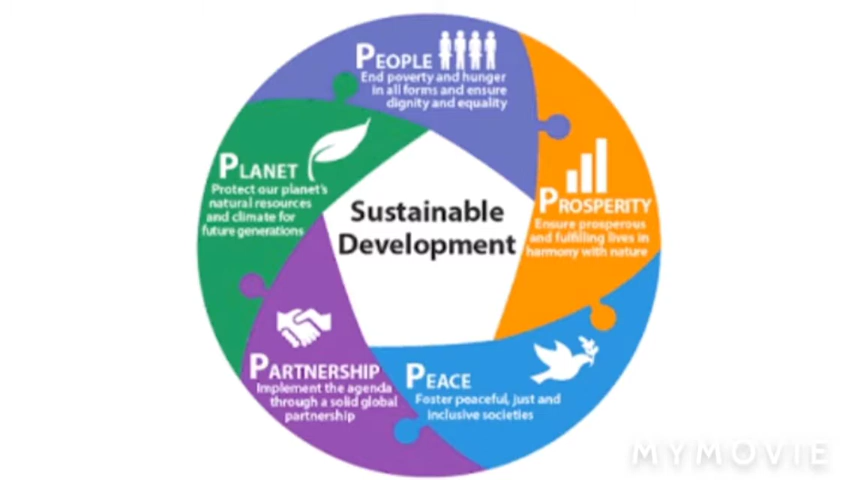 PEOPLE
End poverty and hunger
in all forms and ensure
dignity and equality
PROSPERITY
Ensure prosperous
and fulfilling lives in
harmony with nature
PEACE
Foster peaceful, just and
inclusive societies
PARTNERSHIP
Implement the agenda
through a solid global
partnership
PLANET
Protect our planet's
natural resources
and climate for
future generations
Sustainable
Development
MYMOVIE